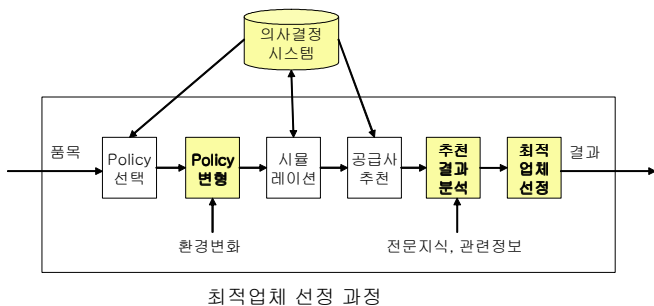 의사결정
시스템
품목
Policy
선택
Policy
변형
시뮬
레이션
공급사
추천
추천
결과
분석
최적
업체
선정
결과
환경변화
전문지식, 관련정보
최적업체 선정 과정